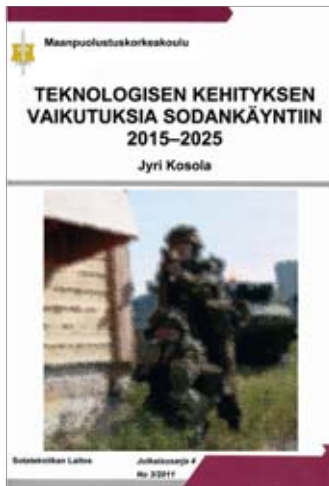 Maanpuolustuskorkeakoulu
TEKNOLOGISEN KEHITYKSEN
VAIKUTUKSIA SODANKÄYNTIIN
2015–2025
Jyri Kosola
Sotatekniikan Laitos
Julkaisusarja 4
No 3/2011